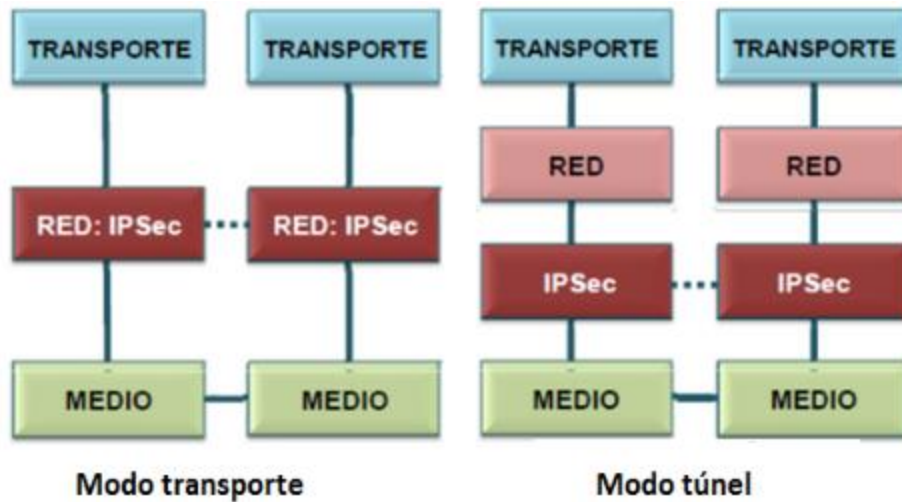 TRANSPORTE TRANSPORTE TRANSPORTE TRANSPORTE
RED RED
RED: IPSec RED: IPSec
IPSec IPSec
MEDIO MEDIO MEDIO MEDIO
Modo transporte Modo túnel